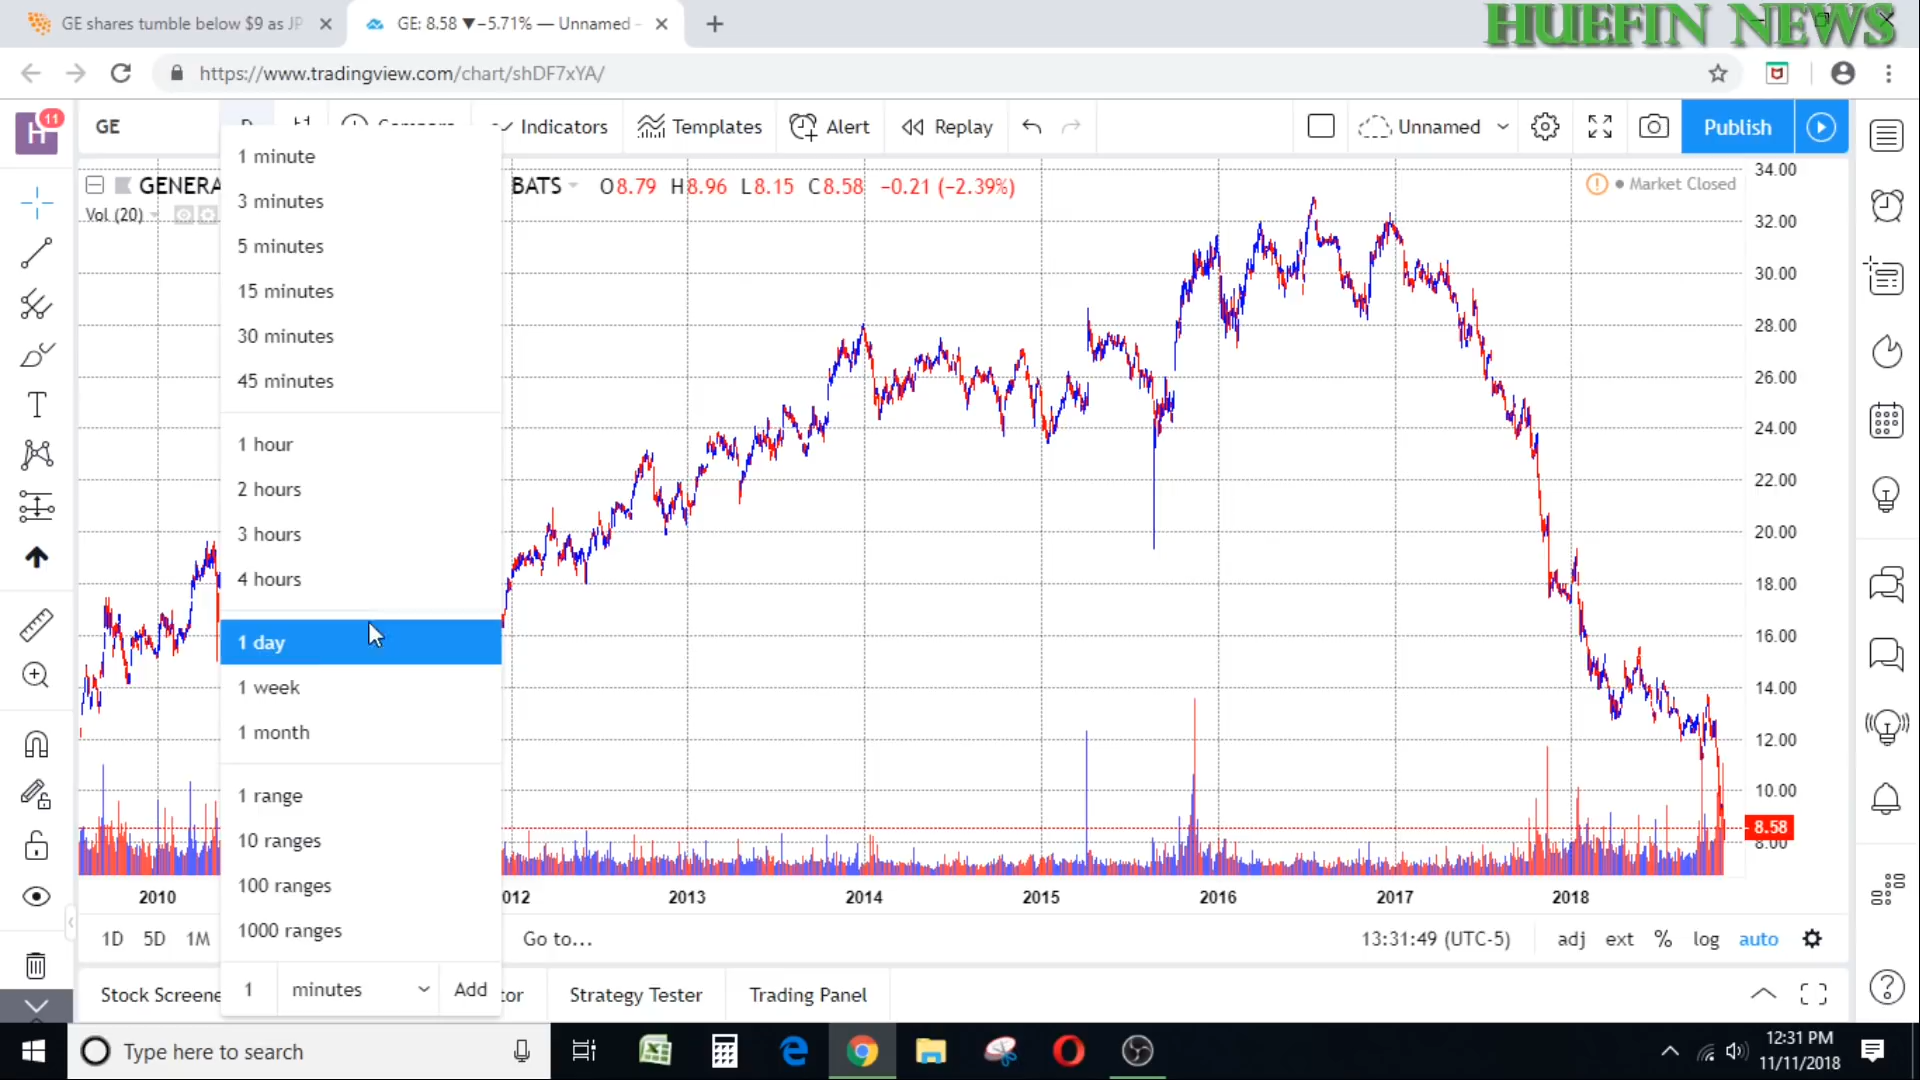 GE shares tumble below $9 as JP
GE: 8.58 ▼−5.71% — Unnamed
HUEFIN NEWS
https://www.tradingview.com/chart/shDF7xYA/
H
11
GE
Indicators
Templates
Alert
Replay
Unnamed
Publish
GENERA
BATS
O8.79 H8.96 L8.15 C8.58 −0.21 (−2.39%)
Market Closed
Vol (20)
1 minute
3 minutes
5 minutes
15 minutes
30 minutes
45 minutes
1 hour
2 hours
3 hours
4 hours
1 day
1 week
1 month
1 range
10 ranges
100 ranges
1000 ranges
1 minutes Add
34.00
32.00
30.00
28.00
26.00
24.00
22.00
20.00
18.00
16.00
14.00
12.00
10.00
8.58
8.00
2010
012
2013
2014
2015
2016
2017
2018
1D 5D 1M
Go to...
13:31:49 (UTC-5)
adj ext % log auto
Stock Screene
tor
Strategy Tester
Trading Panel
Type here to search
12:31 PM
11/11/2018